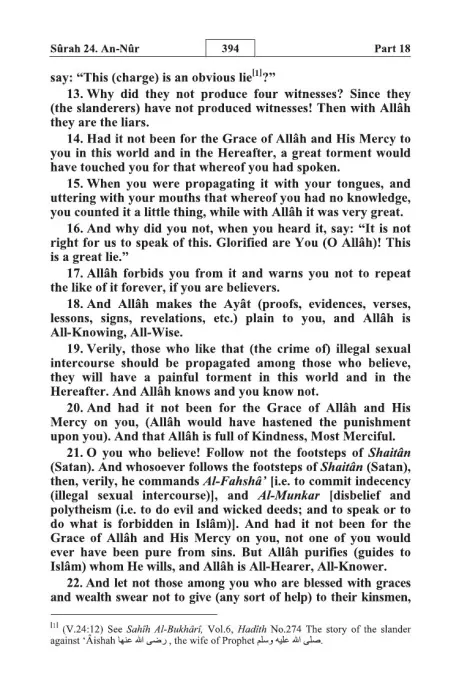 Sûrah 24. An-Nûr 394 Part 18
say: “This (charge) is an obvious lie[1]?”
13. Why did they not produce four witnesses? Since they
(the slanderers) have not produced witnesses! Then with Allâh
they are the liars.
14. Had it not been for the Grace of Allâh and His Mercy to
you in this world and in the Hereafter, a great torment would
have touched you for that whereof you had spoken.
15. When you were propagating it with your tongues, and
uttering with your mouths that whereof you had no knowledge,
you counted it a little thing, while with Allâh it was very great.
16. And why did you not, when you heard it, say: “It is not
right for us to speak of this. Glorified are You (O Allâh)! This
is a great lie.”
17. Allâh forbids you from it and warns you not to repeat
the like of it forever, if you are believers.
18. And Allâh makes the Ayât (proofs, evidences, verses,
lessons, signs, revelations, etc.) plain to you, and Allâh is
All-Knowing, All-Wise.
19. Verily, those who like that (the crime of) illegal sexual
intercourse should be propagated among those who believe,
they will have a painful torment in this world and in the
Hereafter. And Allâh knows and you know not.
20. And had it not been for the Grace of Allâh and His
Mercy on you, (Allâh would have hastened the punishment
upon you). And that Allâh is full of Kindness, Most Merciful.
21. O you who believe! Follow not the footsteps of Shaitân
(Satan). And whosoever follows the footsteps of Shaitân (Satan),
then, verily, he commands Al-Fahshâ’ [i.e. to commit indecency
(illegal sexual intercourse)], and Al-Munkar [disbelief and
polytheism (i.e. to do evil and wicked deeds; and to speak or to
do what is forbidden in Islâm)]. And had it not been for the
Grace of Allâh and His Mercy on you, not one of you would
ever have been pure from sins. But Allâh purifies (guides to
Islâm) whom He wills, and Allâh is All-Hearer, All-Knower.
22. And let not those among you who are blessed with graces
and wealth swear not to give (any sort of help) to their kinsmen,
[1] (V.24:12) See Sahîh Al-Bukhârî, Vol.6, Hadîth No.274 The story of the slander
against ‘Âishah رضى الله عنها , the wife of Prophet صلى الله عليه وسلم.